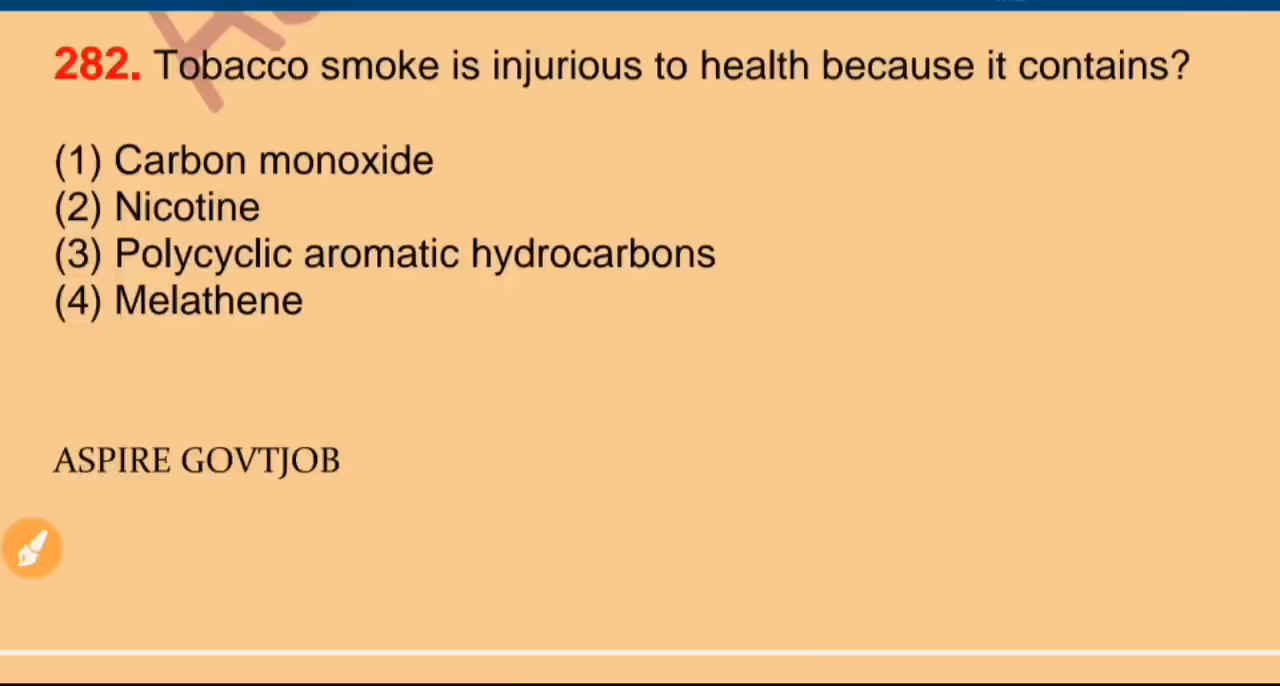 282. Tobacco smoke is injurious to health because it contains?
(1) Carbon monoxide
(2) Nicotine
(3) Polycyclic aromatic hydrocarbons
(4) Melathene
ASPIRE GOVTJOB